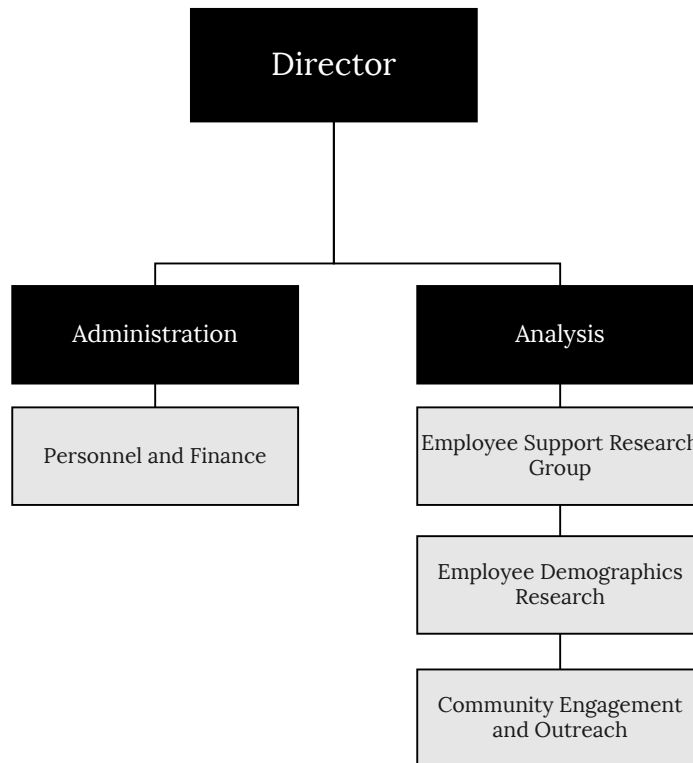 Director
Administration
Personnel and Finance
Analysis
Employee Support Research
Group
Employee Demographics
Research
Community Engagement
and Outreach